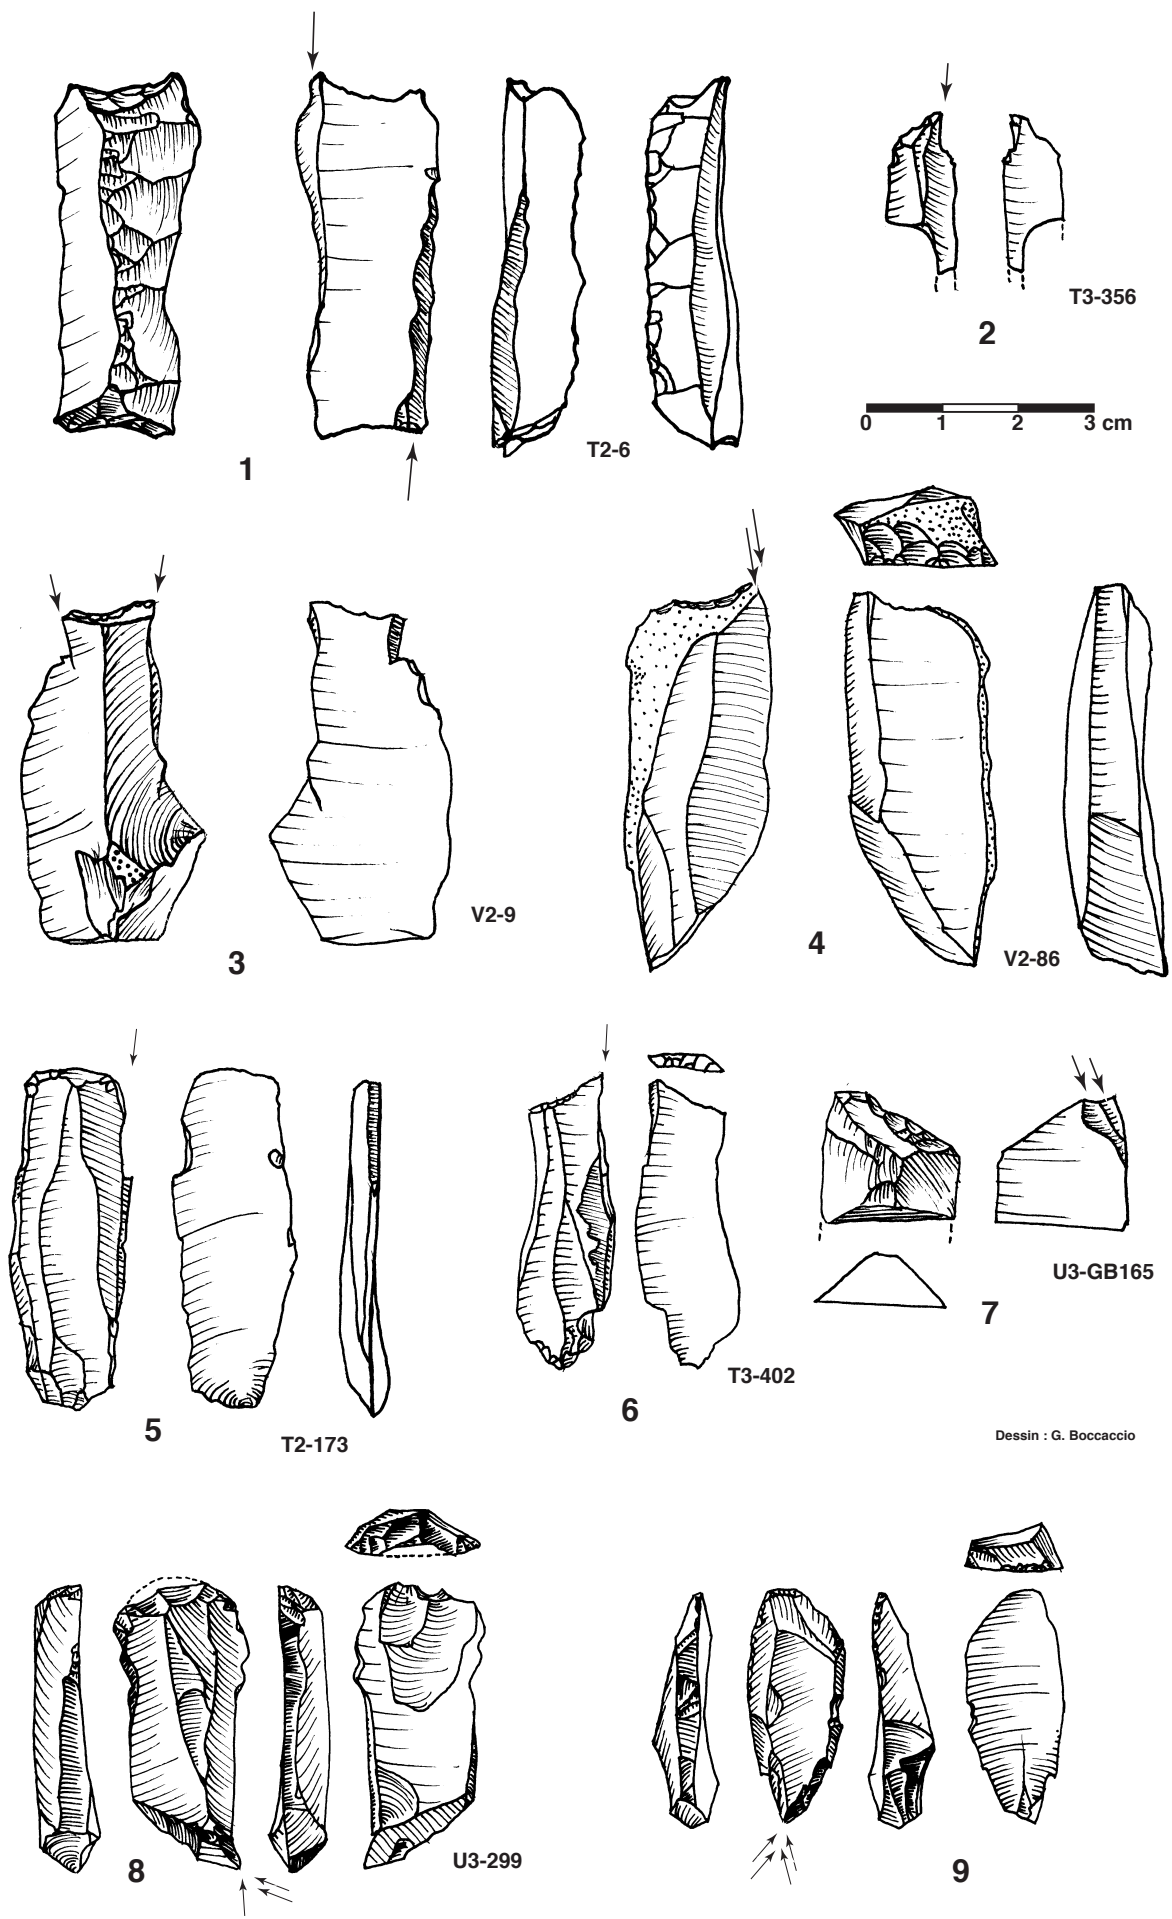 T3-356
2
0 1 2 3 cm
T2-6
1
V2-9
3
4
V2-86
5
T2-173
6
T3-402
U3-GB165
7
Dessin : G. Boccaccio
8
U3-299
9